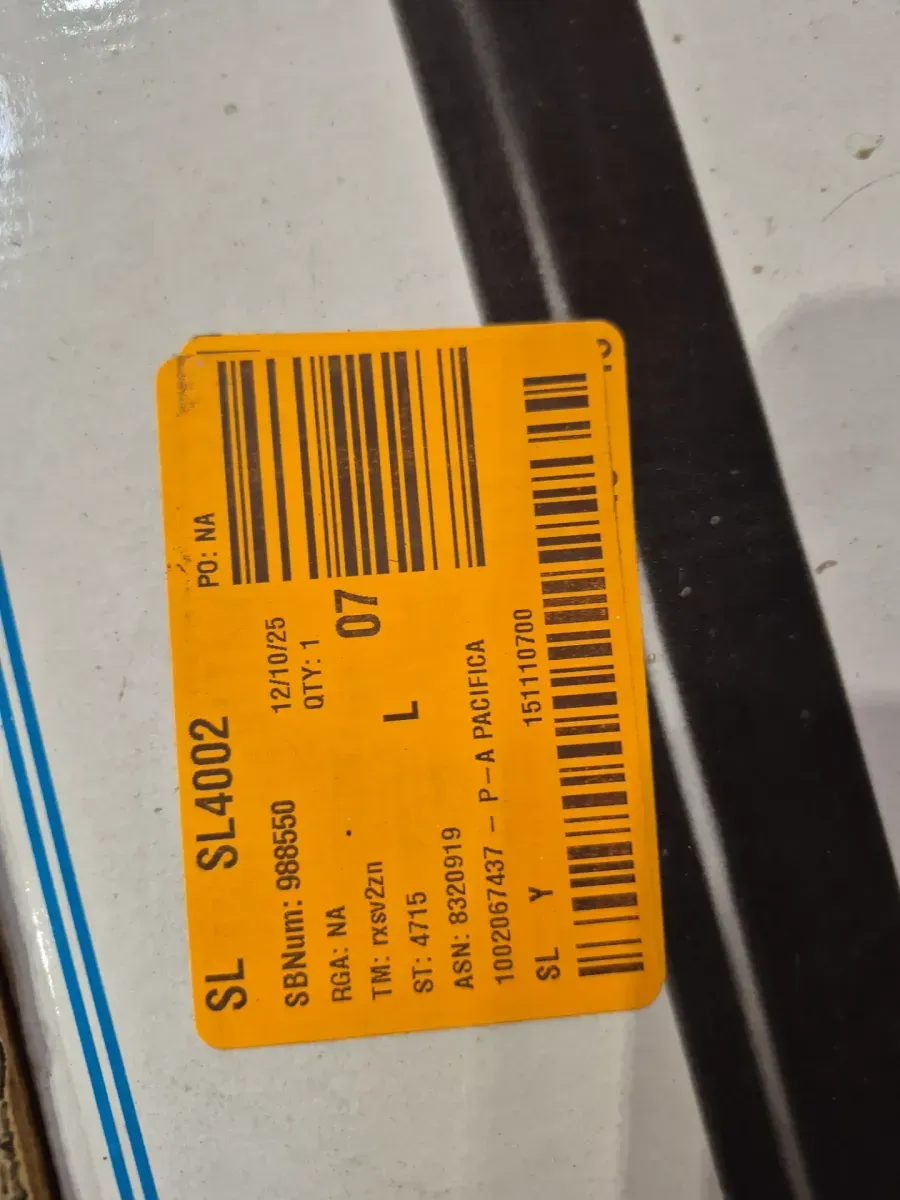 SL SL4002 PO: NA
SBNum: 988550 12/10/25
RGA: NA QTY: 1
TM: rxsv2zn 07
ST: 4715 L
ASN: 8320919
1002067437 – P–A PACIFICA
SL Y 151110700